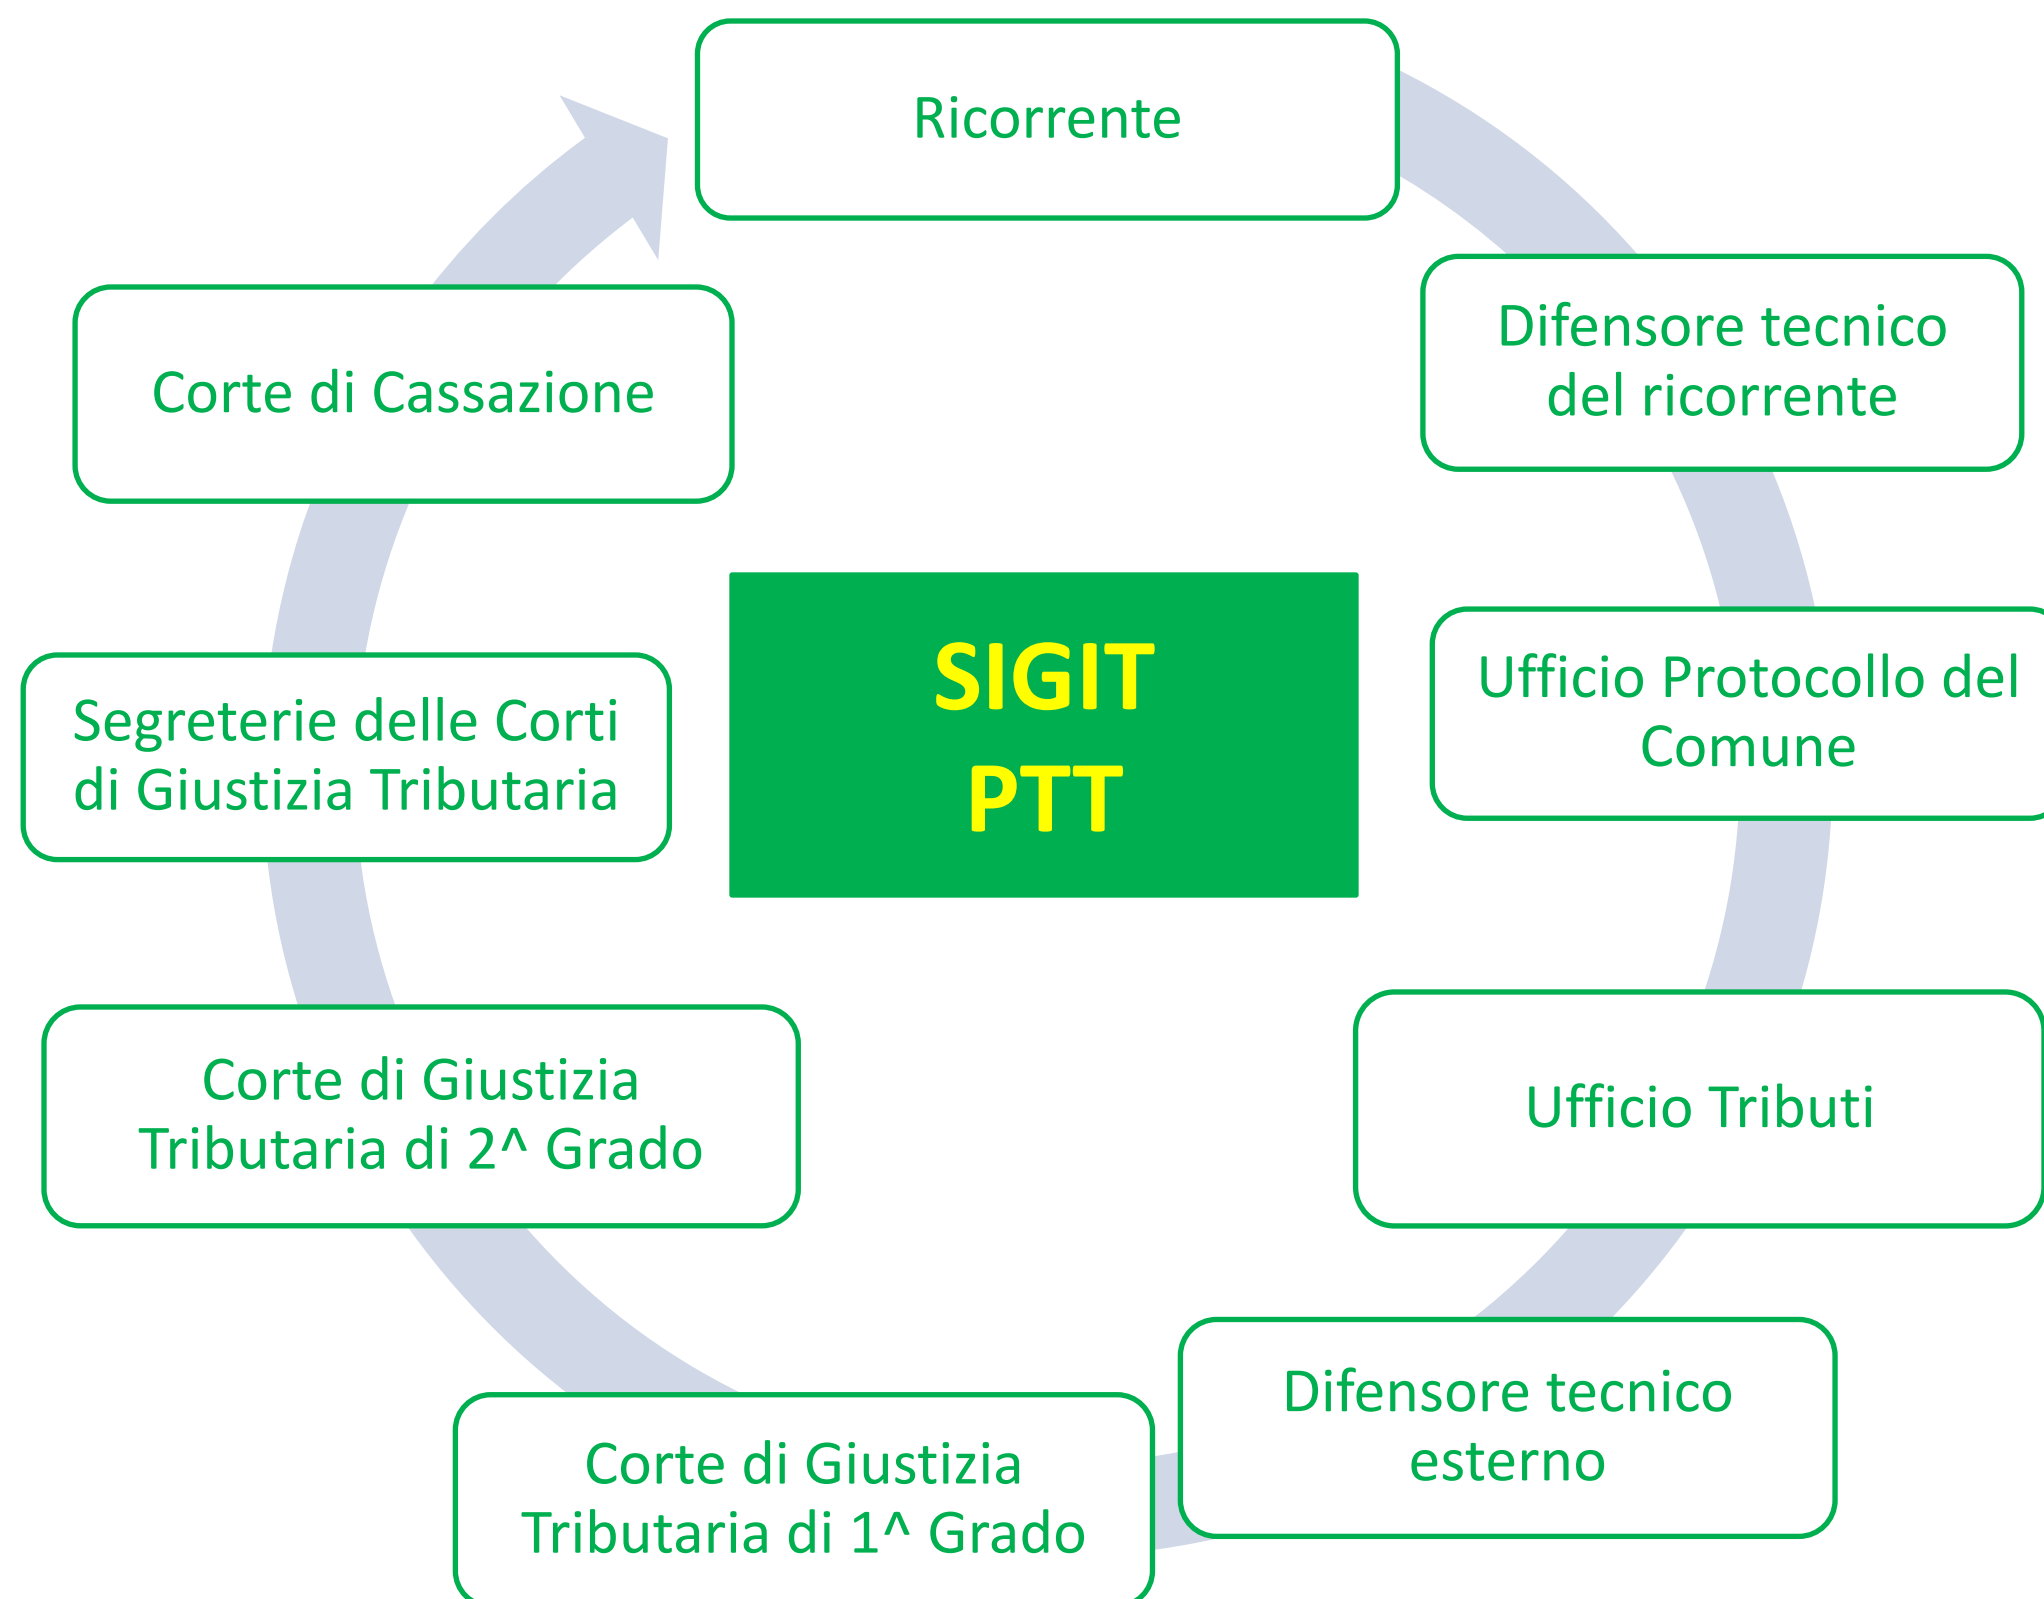 Ricorrente
Difensore tecnico
del ricorrente
Ufficio Protocollo del
Comune
Ufficio Tributi
Difensore tecnico
esterno
Corte di Giustizia
Tributaria di 1^ Grado
Corte di Giustizia
Tributaria di 2^ Grado
Segreterie delle Corti
di Giustizia Tributaria
Corte di Cassazione
SIGIT
PTT